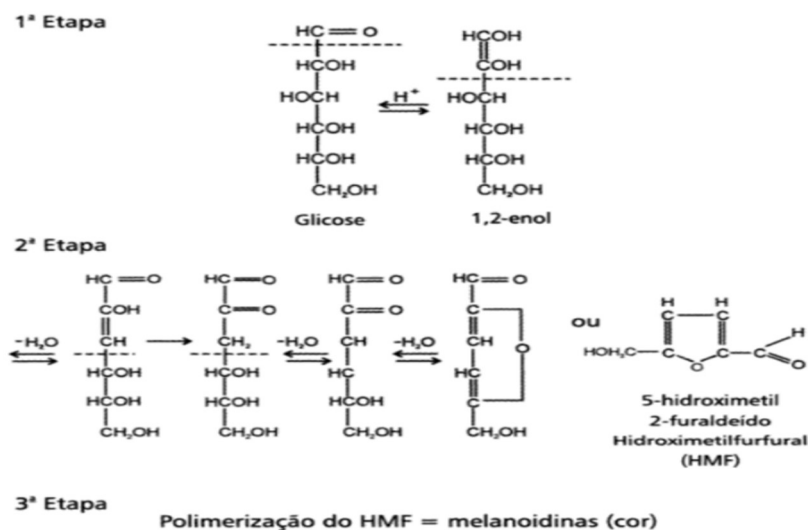 1ª Etapa
HC=O
HCOH
HOCH
HCOH
HCOH
CH₂OH
Glicose
H⁺
HCOH
COH
HOCH
HCOH
HCOH
CH₂OH
1,2-enol
2ª Etapa
-H₂O
HC=O
COH
CH
HCOH
HCOH
CH₂OH
HC=O
C=O
CH₂
HCOH
HCOH
CH₂OH
-H₂O
HC=O
C=O
CH
HC
HCOH
CH₂OH
-H₂O
HC=O
C
CH
HC
C
O
CH₂OH
ou
H H
HOH₂C C C C H
O O
5-hidroximetil
2-furaldeído
Hidroximetilfurfural
(HMF)
3ª Etapa
Polimerização do HMF = melanoidinas (cor)